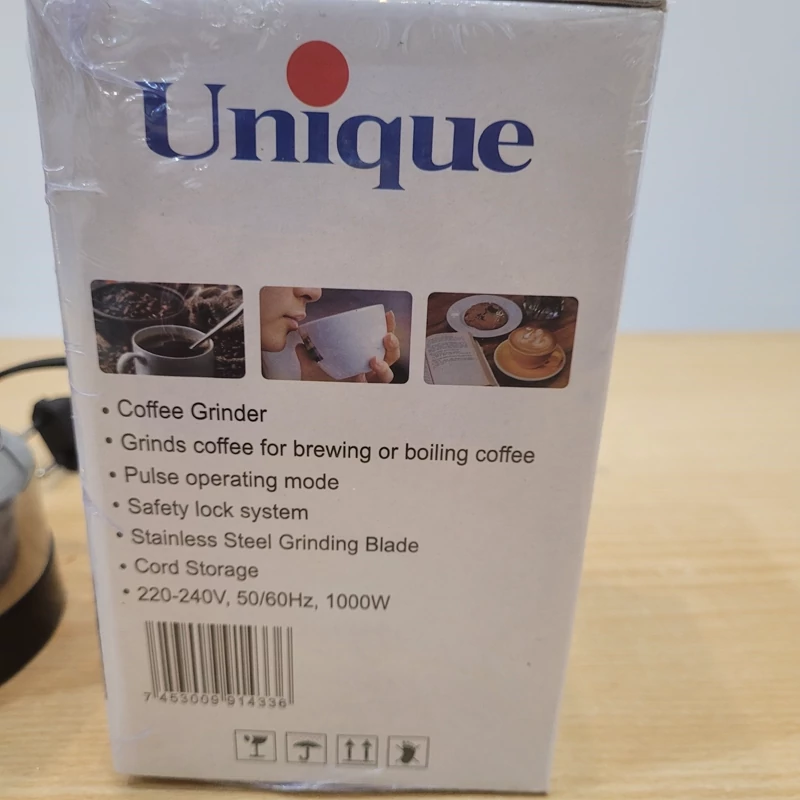 Unique
• Coffee Grinder
• Grinds coffee for brewing or boiling coffee
• Pulse operating mode
• Safety lock system
• Stainless Steel Grinding Blade
• Cord Storage
• 220-240V, 50/60Hz, 1000W
7 453009 914336